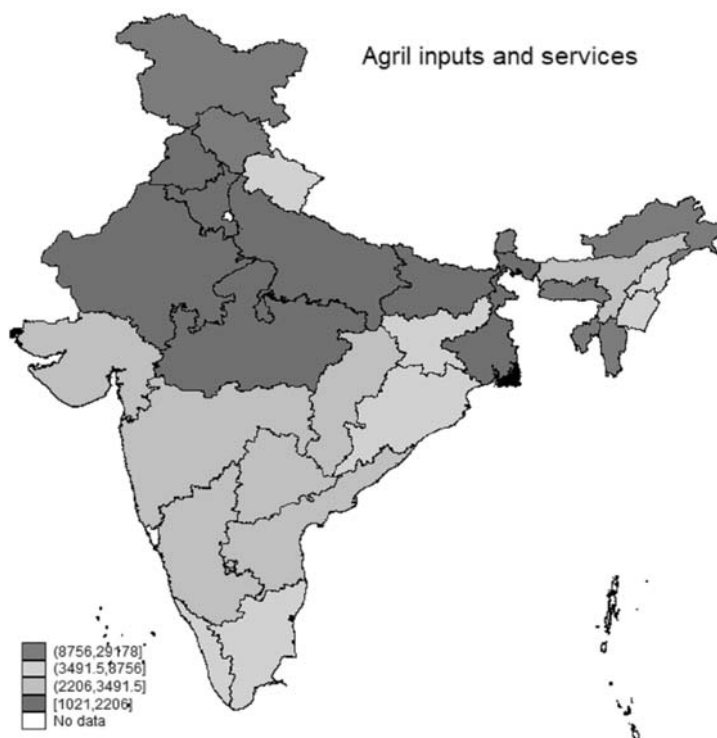 Agril inputs and services
(8756,29178]
(3491.5,8756]
(2206,3491.5]
[1021,2206]
No data